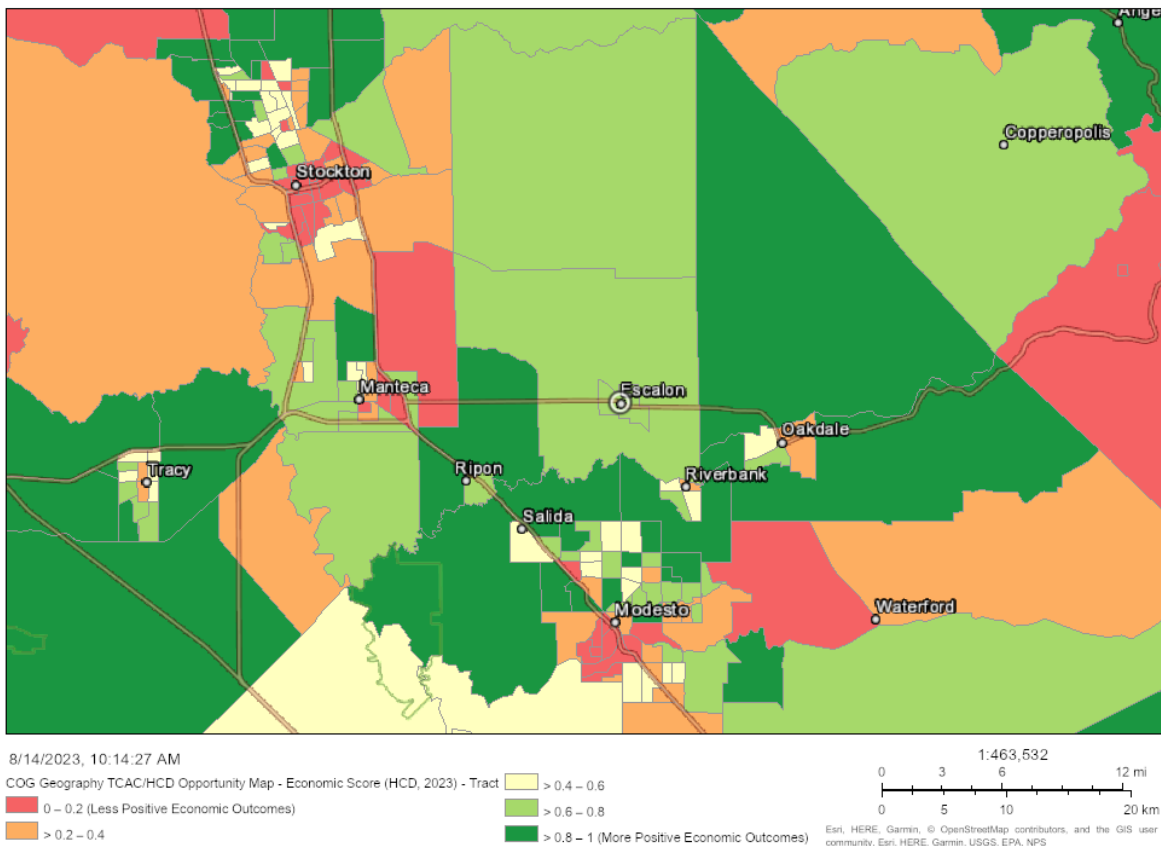 Ange
Copperopolis
Stockton
Manteca
Escalon
Oakdale
Tracy
Ripon
Riverbank
Salida
Modesto
Waterford
8/14/2023, 10:14:27 AM
COG Geography TCAC/HCD Opportunity Map - Economic Score (HCD, 2023) - Tract
0 – 0.2 (Less Positive Economic Outcomes)
> 0.2 – 0.4
> 0.4 – 0.6
> 0.6 – 0.8
> 0.8 – 1 (More Positive Economic Outcomes)
1:463,532
0 3 6 12 mi
0 5 10 20 km
Esri, HERE, Garmin, © OpenStreetMap contributors, and the GIS user
community, Esri, HERE, Garmin, USGS, EPA, NPS